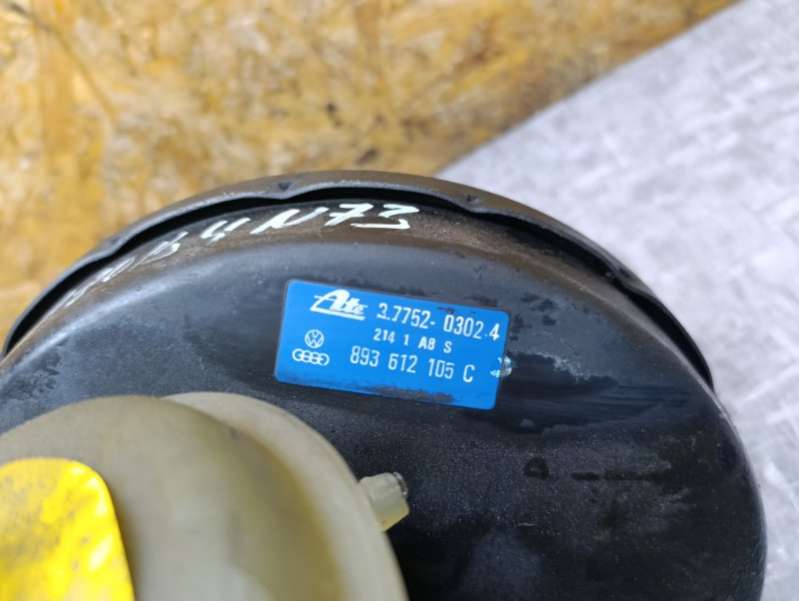 Ate 3.7752-0302.4
214 1 A8 S
893 612 105 C